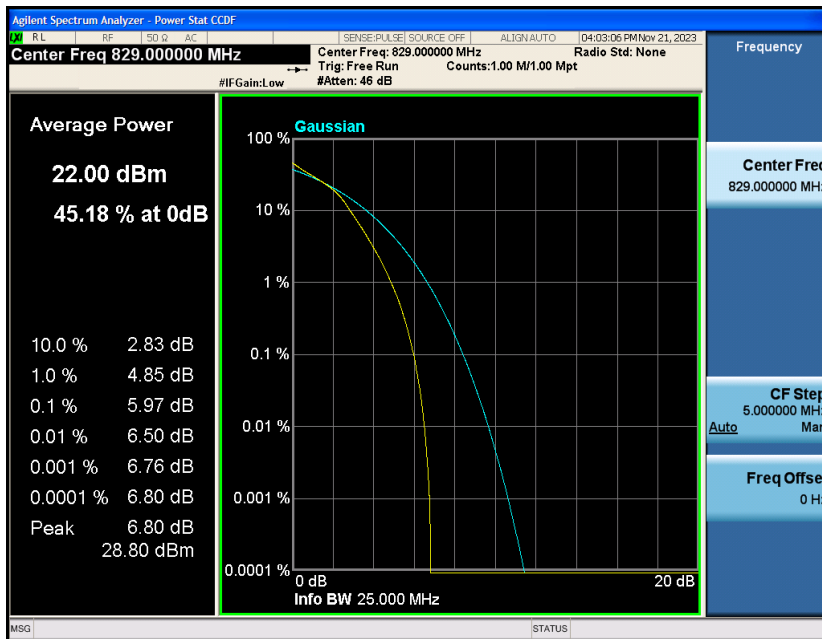 Agilent Spectrum Analyzer - Power Stat CCDF
LXI RL RF 50 Ω AC SENSE:PULSE SOURCE OFF ALIGN AUTO 04:03:06 PM Nov 21, 2023
Center Freq 829.000000 MHz
Center Freq: 829.000000 MHz Radio Std: None
Trig: Free Run Counts:1.00 M/1.00 Mpt
#IFGain:Low #Atten: 46 dB
Frequency
Average Power
22.00 dBm
45.18 % at 0dB
10.0 % 2.83 dB
1.0 % 4.85 dB
0.1 % 5.97 dB
0.01 % 6.50 dB
0.001 % 6.76 dB
0.0001 % 6.80 dB
Peak 6.80 dB
28.80 dBm
Gaussian
100 %
10 %
1 %
0.1 %
0.01 %
0.001 %
0.0001 %
0 dB 20 dB
Info BW 25.000 MHz
Center Freq
829.000000 MHz
CF Step
5.000000 MHz
Auto Man
Freq Offse
0 Hz
MSG STATUS